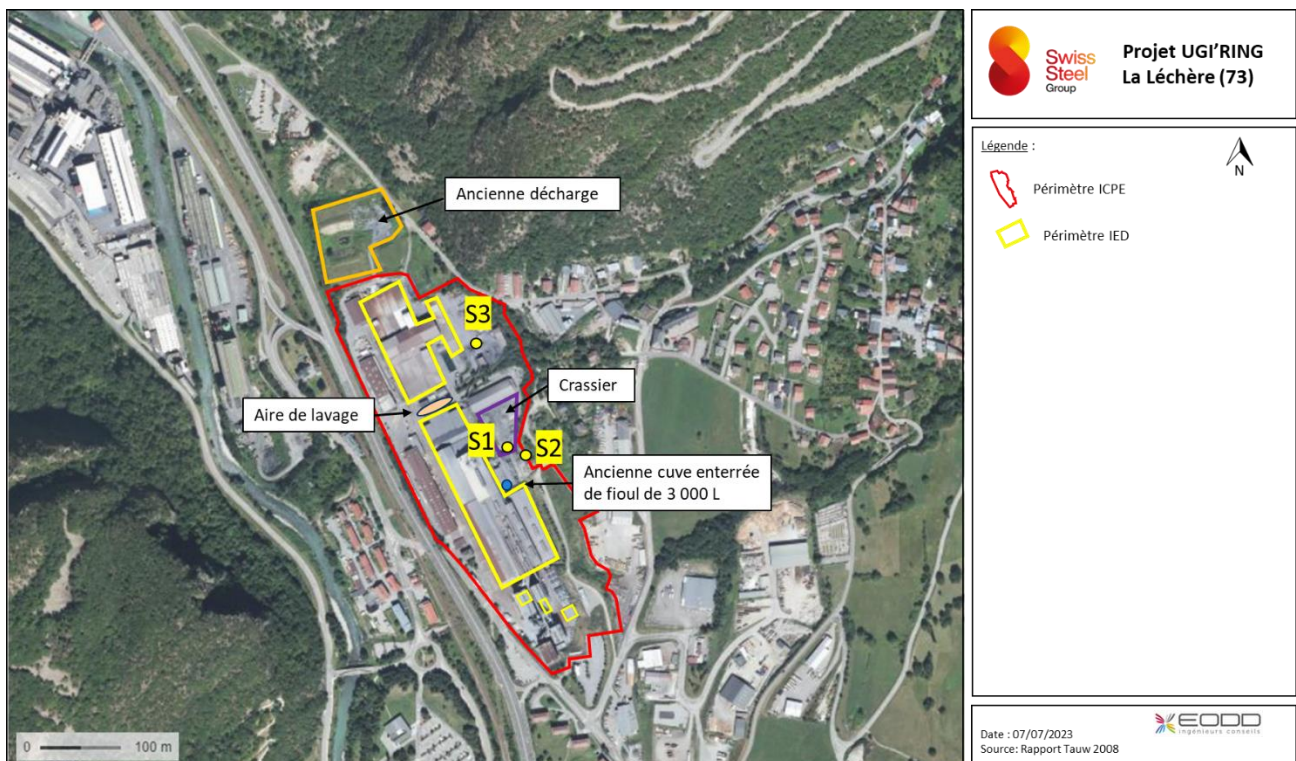 Ancienne décharge
S3
Crassier
Aire de lavage
S1
S2
Ancienne cuve enterrée
de fioul de 3 000 L
0 100 m
Swiss
Steel
Group
Projet UGI’RING
La Léchère (73)
Légende :
N
Périmètre ICPE
Périmètre IED
Date : 07/07/2023
Source: Rapport Tauw 2008
EODD
ingénieurs conseils